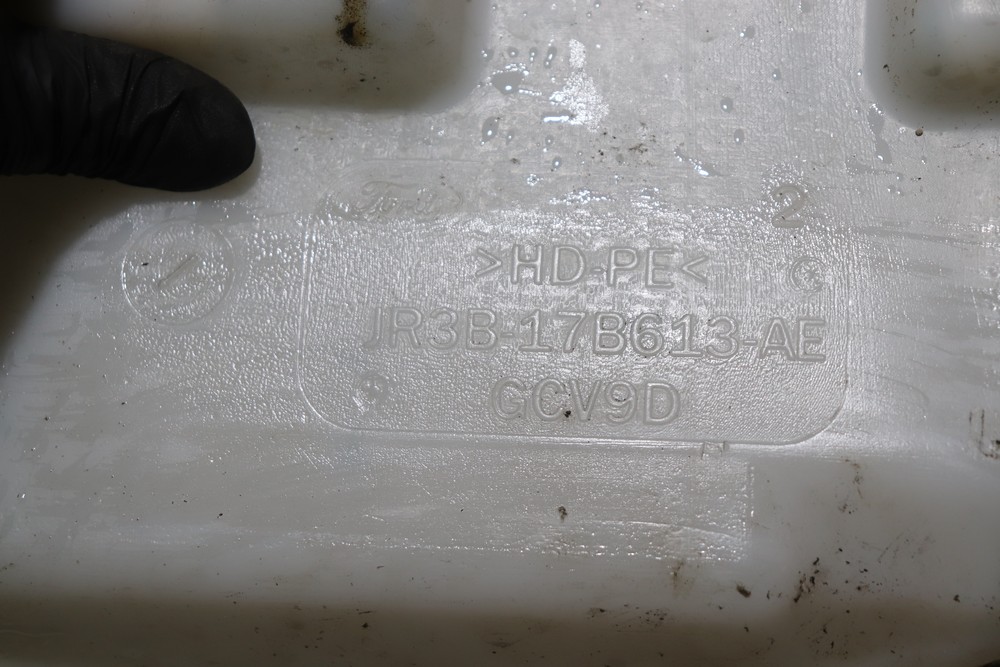 Ford
2
>HD-PE<
JR3B-17B613-AE
GCV9D